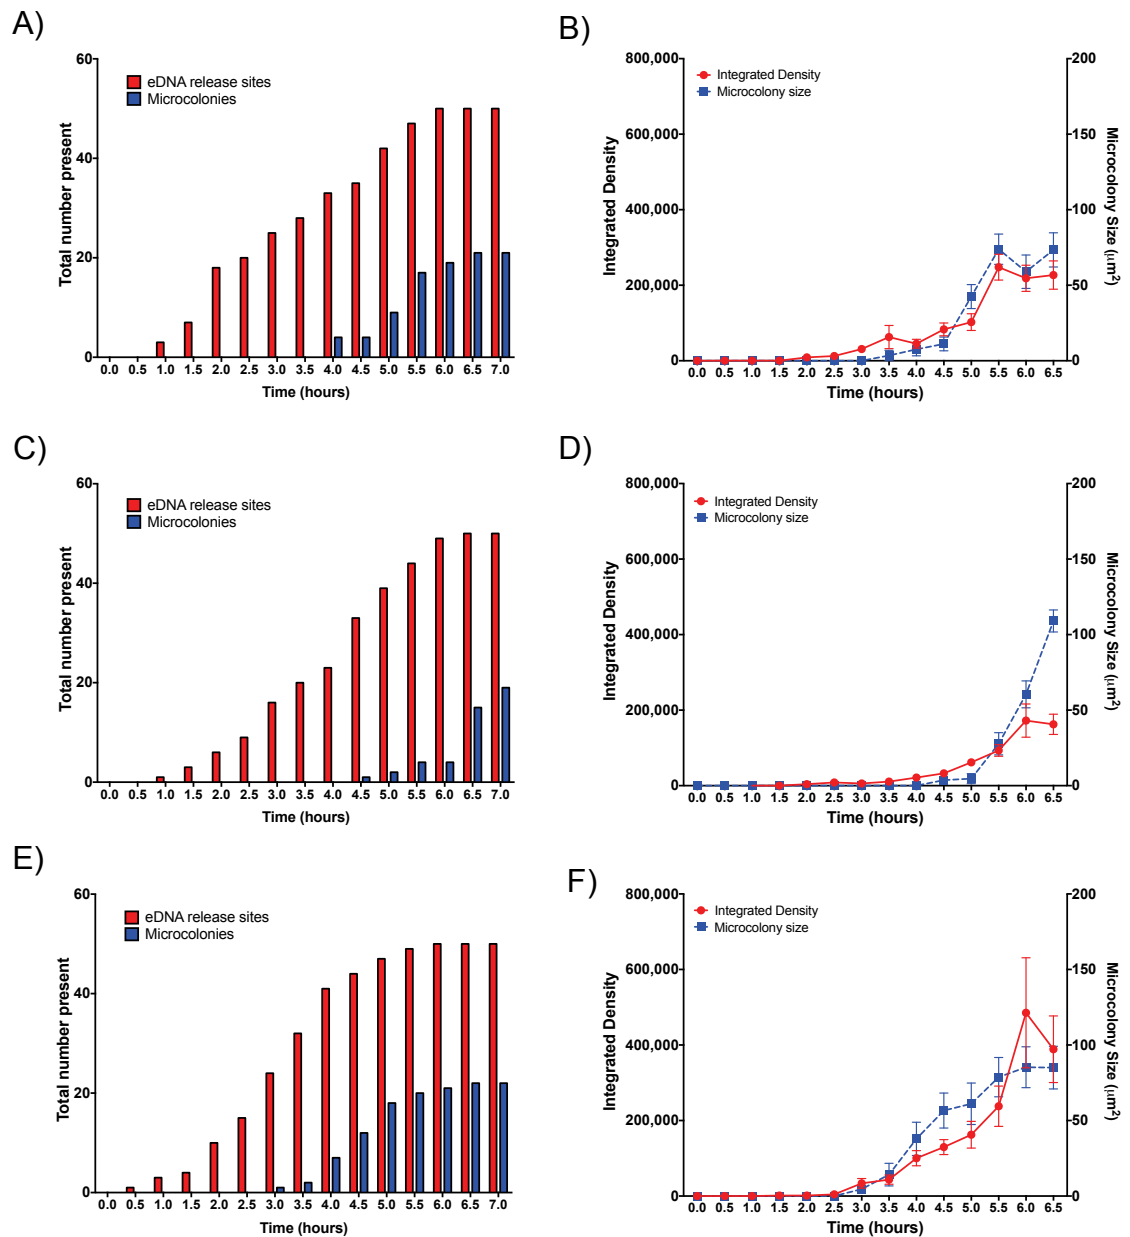 A)
60
40
20
0
Total number present
eDNA release sites
Microcolonies
0.0 0.5 1.0 1.5 2.0 2.5 3.0 3.5 4.0 4.5 5.0 5.5 6.0 6.5 7.0
Time (hours)
B)
800,000
600,000
400,000
200,000
0
Integrated Density
Integrated Density
Microcolony size
200
150
100
50
0
Microcolony Size (μm²)
0.0 0.5 1.0 1.5 2.0 2.5 3.0 3.5 4.0 4.5 5.0 5.5 6.0 6.5
Time (hours)
C)
60
40
20
0
Total number present
eDNA release sites
Microcolonies
0.0 0.5 1.0 1.5 2.0 2.5 3.0 3.5 4.0 4.5 5.0 5.5 6.0 6.5 7.0
Time (hours)
D)
800,000
600,000
400,000
200,000
0
Integrated Density
Integrated Density
Microcolony size
200
150
100
50
0
Microcolony Size (μm²)
0.0 0.5 1.0 1.5 2.0 2.5 3.0 3.5 4.0 4.5 5.0 5.5 6.0 6.5
Time (hours)
E)
60
40
20
0
Total number present
eDNA release sites
Microcolonies
0.0 0.5 1.0 1.5 2.0 2.5 3.0 3.5 4.0 4.5 5.0 5.5 6.0 6.5 7.0
Time (hours)
F)
800,000
600,000
400,000
200,000
0
Integrated Density
Integrated Density
Microcolony size
200
150
100
50
0
Microcolony Size (μm²)
0.0 0.5 1.0 1.5 2.0 2.5 3.0 3.5 4.0 4.5 5.0 5.5 6.0 6.5
Time (hours)